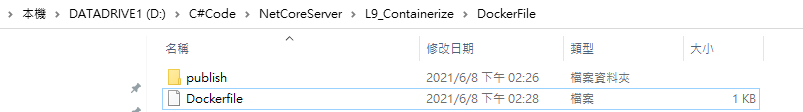 本機 > DATADRIVE1 (D:) > C#Code > NetCoreServer > L9_Containerize > DockerFile
名稱 修改日期 類型 大小
publish 2021/6/8 下午 02:26 檔案資料夾
Dockerfile 2021/6/8 下午 02:28 檔案 1 KB